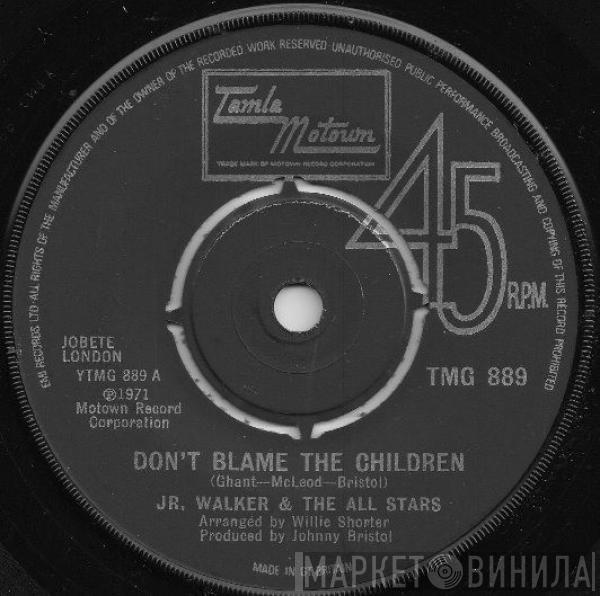 EMI RECORDS LTD ALL RIGHTS OF THE MANUFACTURER AND OF THE OWNER OF THE RECORDED WORK RESERVED UNAUTHORISED PUBLIC PERFORMANCE BROADCASTING AND COPYING OF THIS RECORD PROHIBITED
Tamla
Motown
TRADE MARK OF MOTOWN RECORD CORPORATION
45
R.P.M.
JOBETE
LONDON
YTMG 889 A
℗1971
Motown Record
Corporation
TMG 889
DON'T BLAME THE CHILDREN
(Ghant—McLeod—Bristol)
JR. WALKER & THE ALL STARS
Arranged by Willie Shorter
Produced by Johnny Bristol
MADE IN GT BRITAIN
МАРКЕТ ВИНИЛА